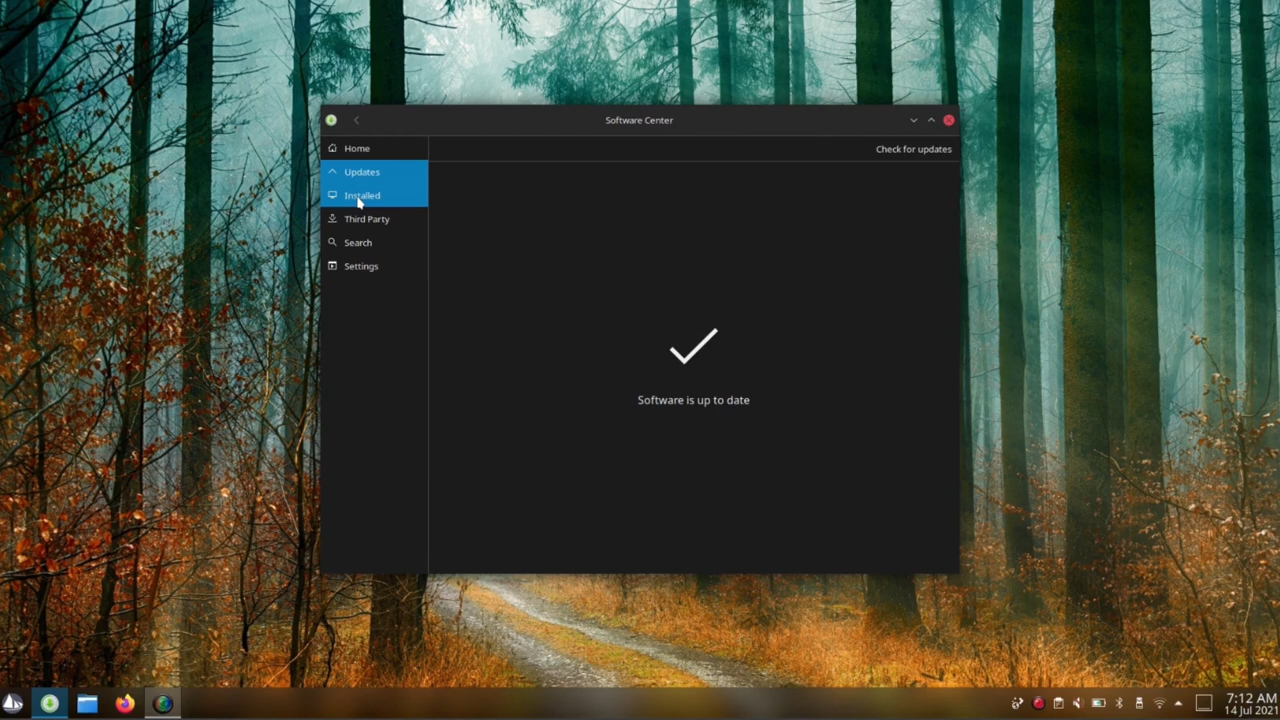 Software Center
Home
Check for updates
Updates
Installed
Third Party
Search
Settings
Software is up to date
7:12 AM
14 Jul 2021